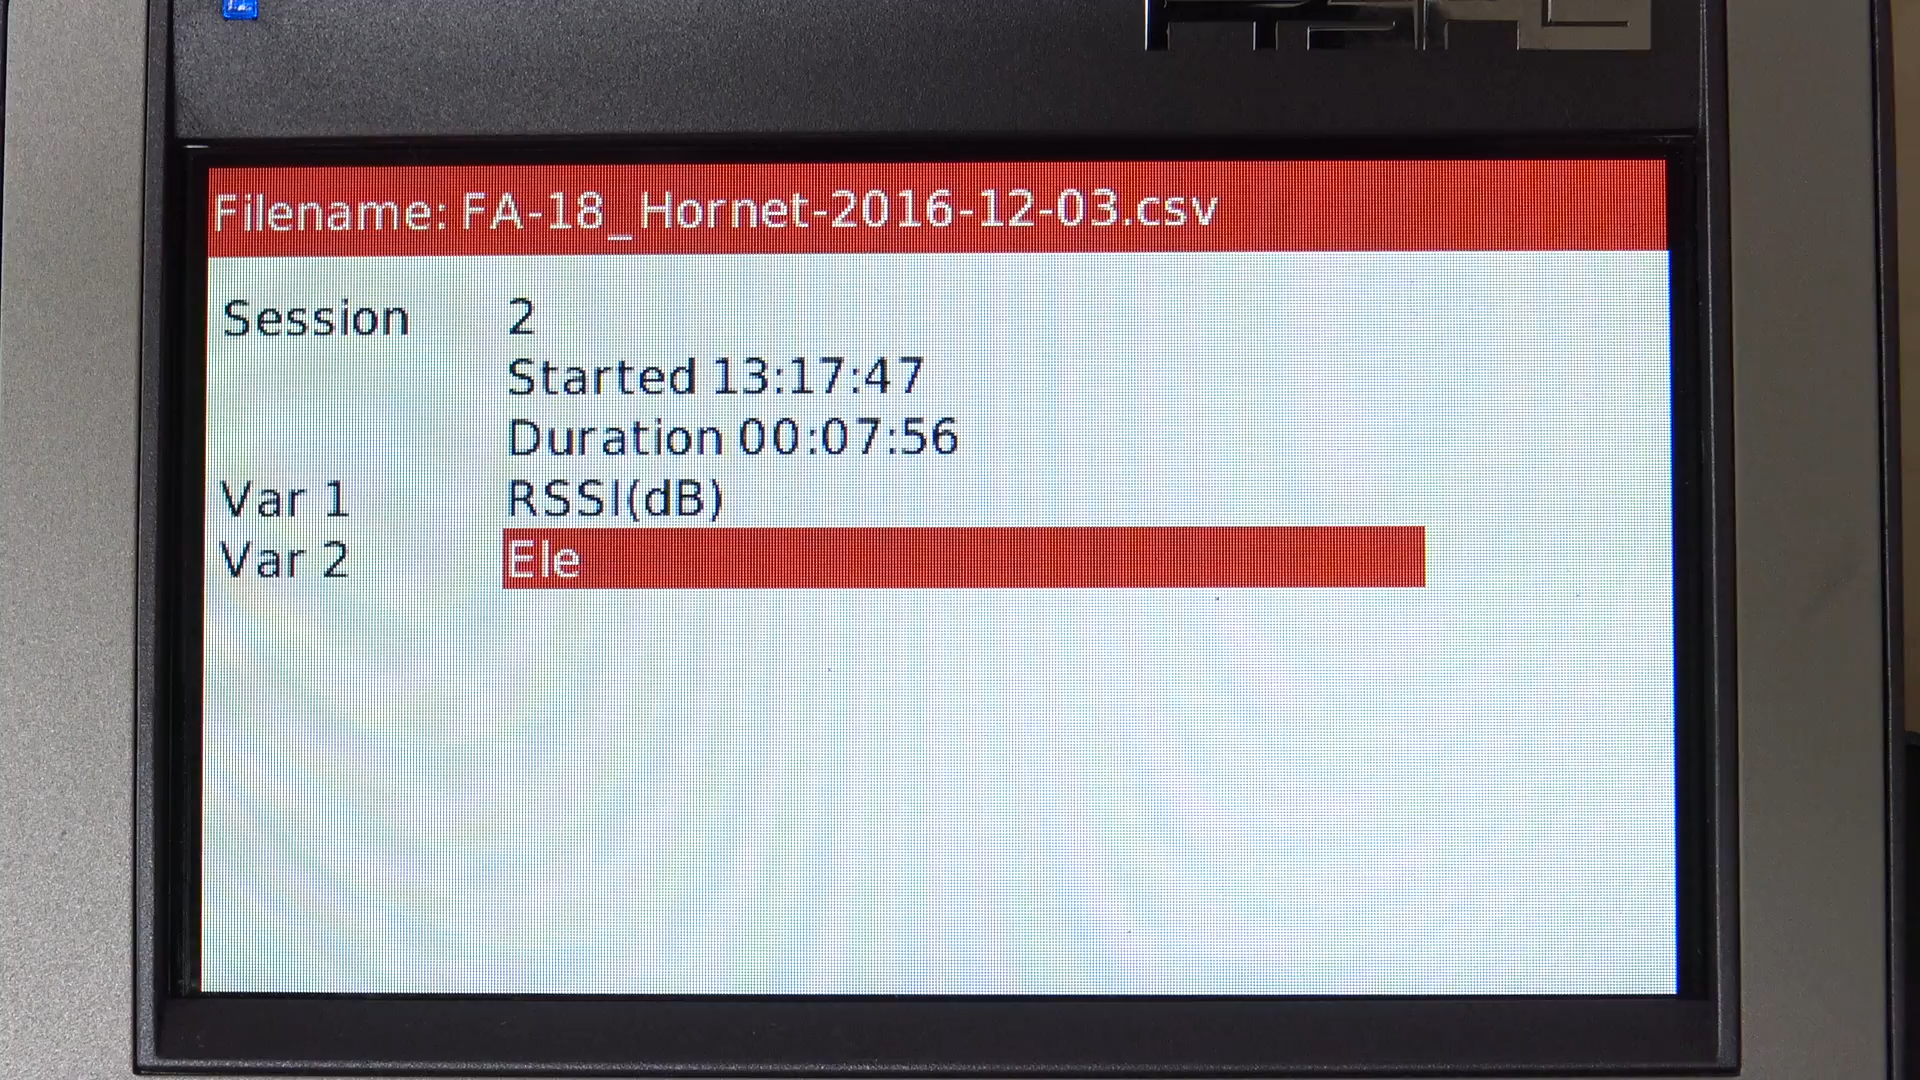 Filename: FA-18_Hornet-2016-12-03.csv
Session 2
Started 13:17:47
Duration 00:07:56
Var 1 RSSI(dB)
Var 2 Ele